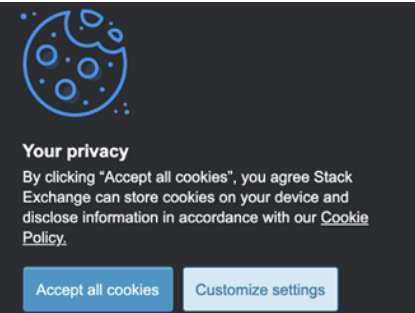 Your privacy
By clicking “Accept all cookies”, you agree Stack
Exchange can store cookies on your device and
disclose information in accordance with our Cookie
Policy.
Accept all cookies
Customize settings